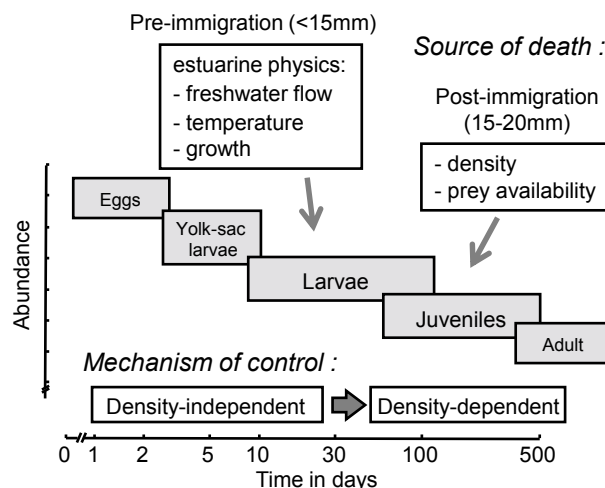 Pre-immigration (<15mm)
estuarine physics:
- freshwater flow
- temperature
- growth
Source of death :
Post-immigration
(15-20mm)
- density
- prey availability
Abundance
Eggs
Yolk-sac
larvae
Larvae
Juveniles
Adult
Mechanism of control :
Density-independent
Density-dependent
0 1 2 5 10 30 100 500
Time in days